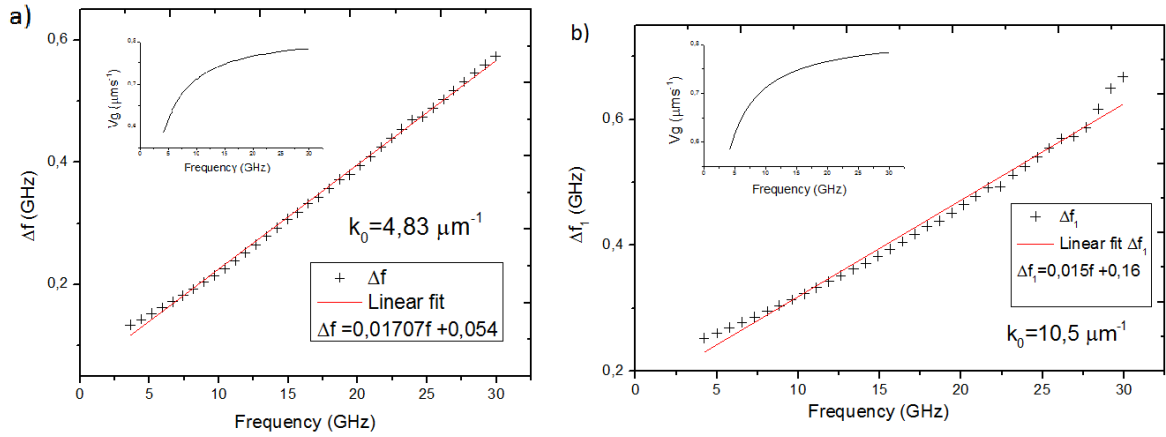 a)
0,6
0,4
0,2
Δf (GHz)
0 5 10 15 20 25 30
Frequency (GHz)
0,8
0,7
0,6
Vg (μms⁻¹)
0 5 10 15 20 25 30
Frequency (GHz)
k₀=4,83 μm⁻¹
Δf
Linear fit
Δf =0,01707f +0,054
b)
0,6
0,4
0,2
Δf₁ (GHz)
0 5 10 15 20 25 30
Frequency (GHz)
0,8
0,7
0,6
Vg (μms⁻¹)
0 5 10 15 20 25 30
Frequency (GHz)
Δf₁
Linear fit Δf₁
Δf₁=0,015f +0,16
k₀=10,5 μm⁻¹